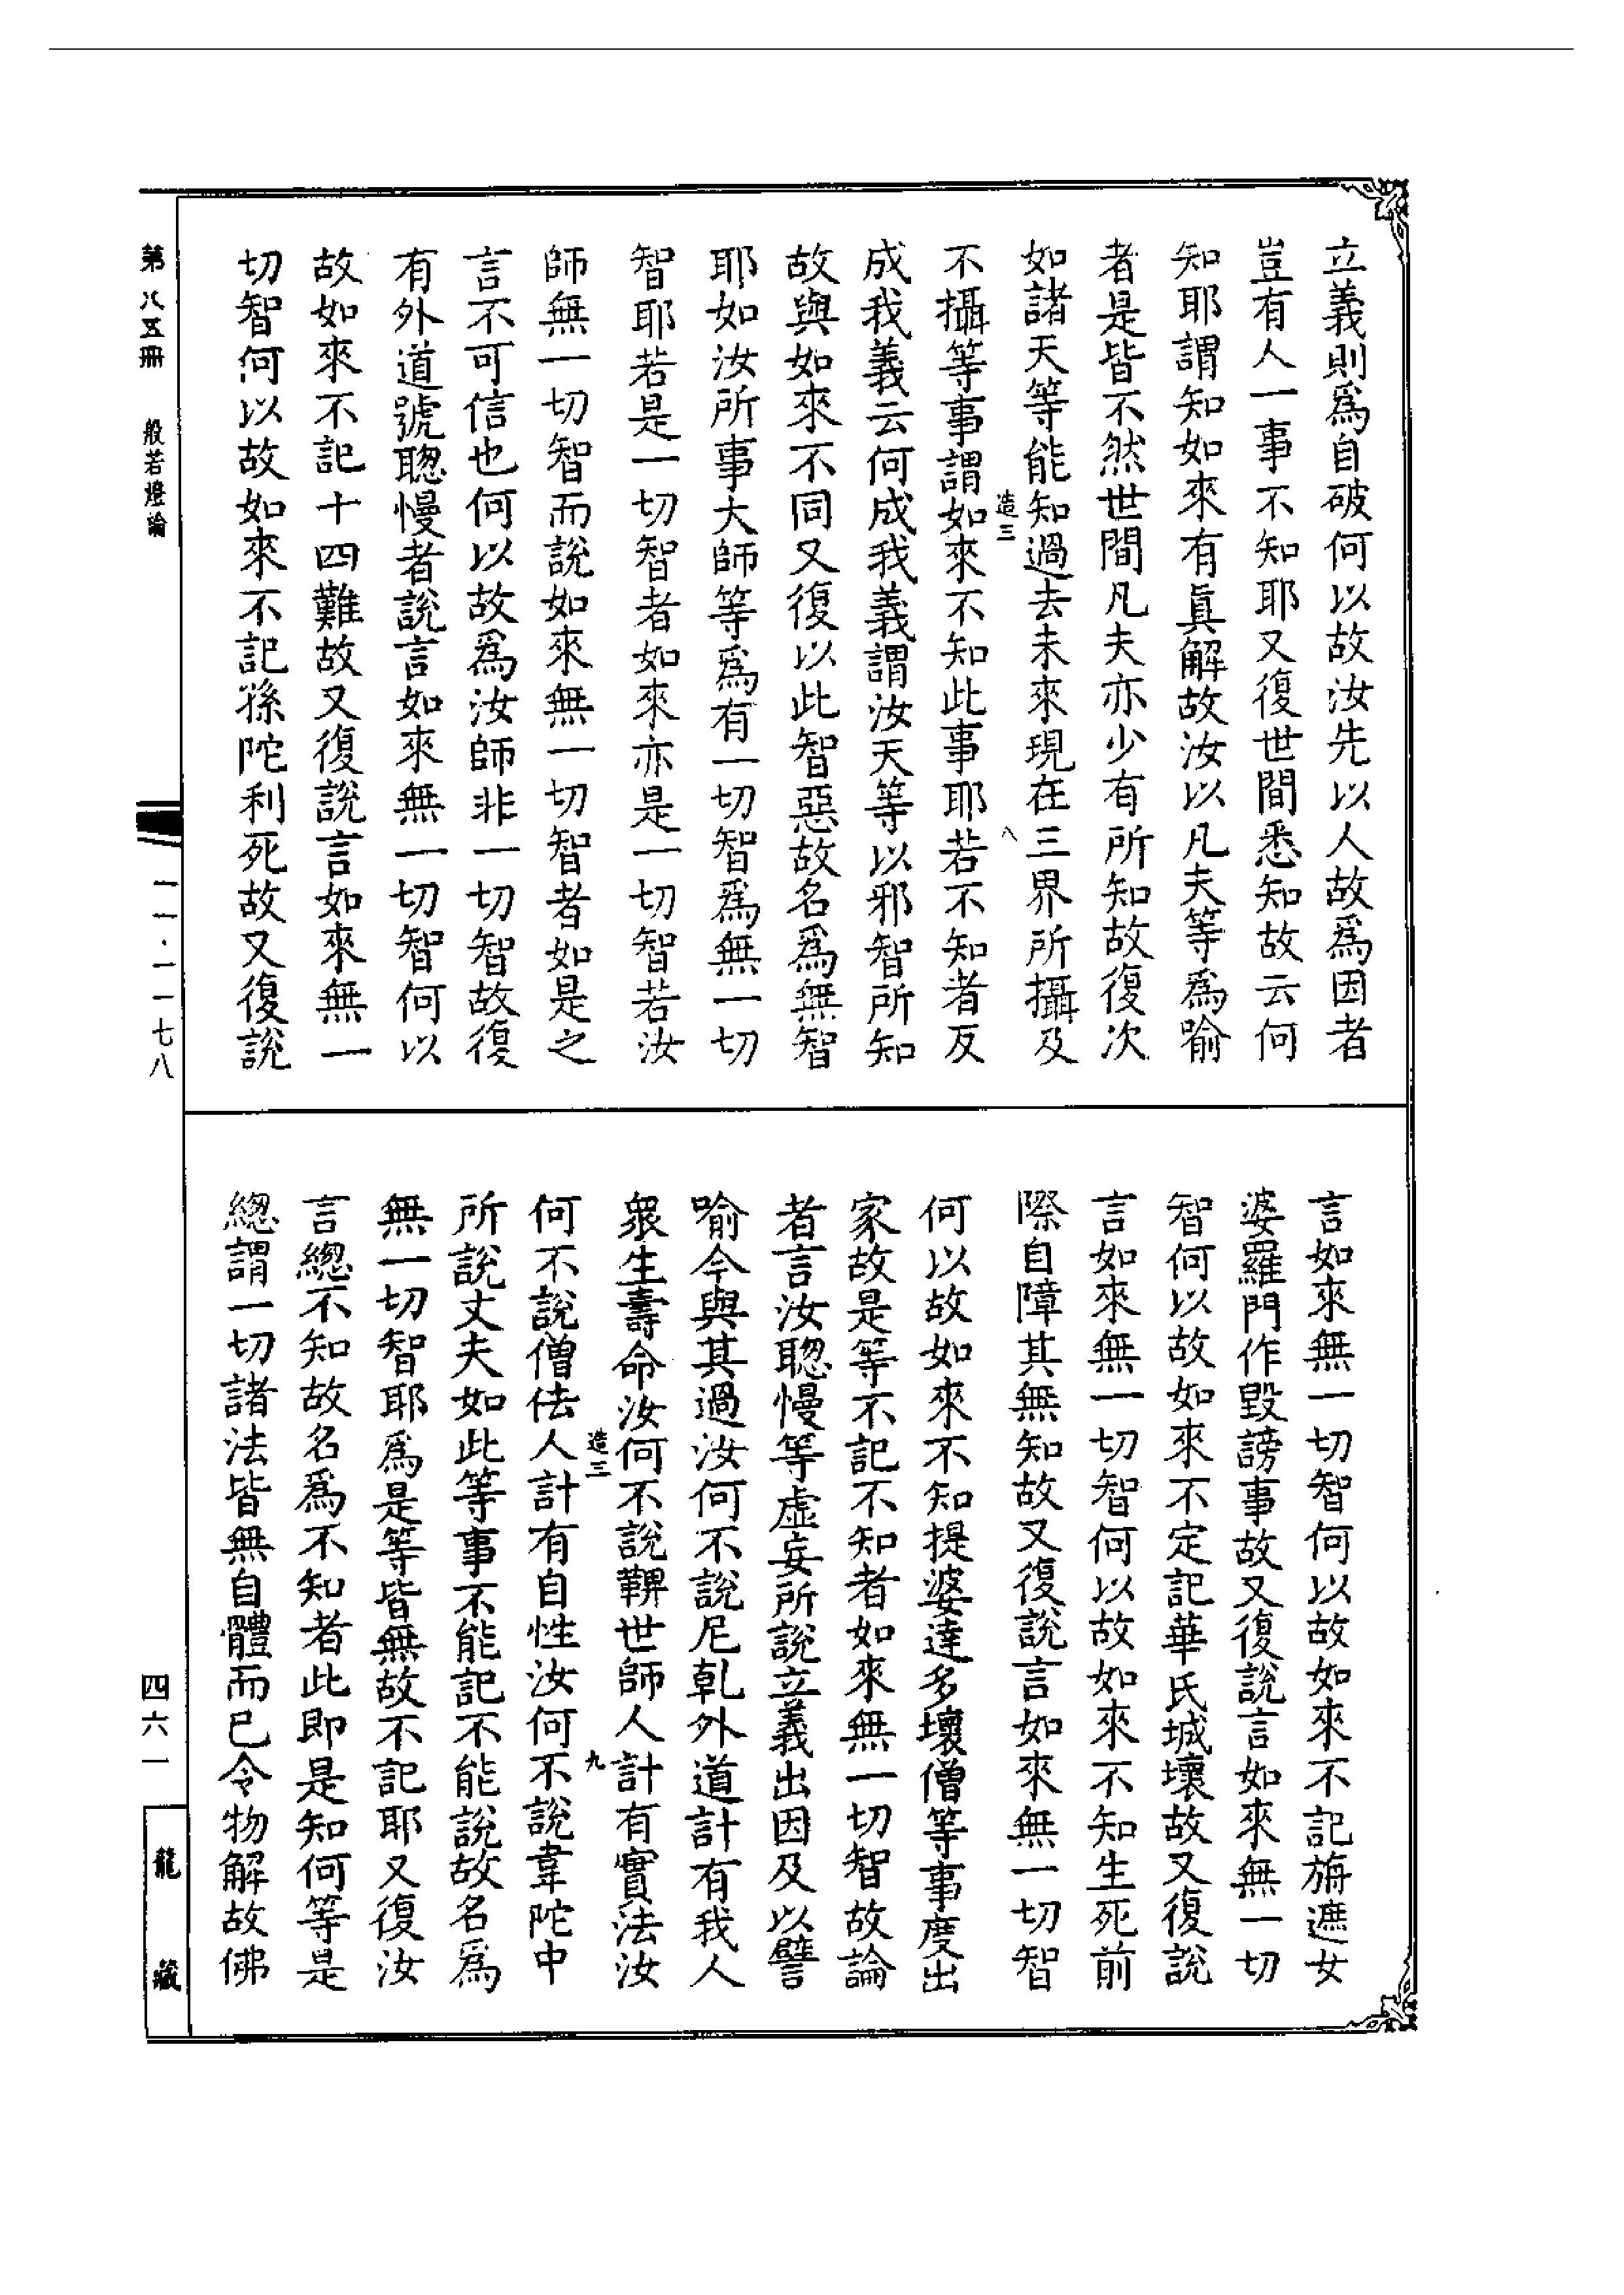 立義則爲自破何以故汝先以人故爲因者
豈有人一事不知耶又復世間悉知故云何
知耶謂知如來有眞解故汝以凡夫等爲喻
者是皆不然世間凡夫亦少有所知故復次
如諸天等能知過去未來現在三界所攝及
造三
八
不攝等事謂如來不知此事耶若不知者反
成我義云何成我義謂汝天等以邪智所知
故與如來不同又復以此智惡故名爲無智
耶如汝所事大師等爲有一切智爲無一切
智耶若是一切智者如來亦是一切智若汝
師無一切智而說如來無一切智者如是之
言不可信也何以故爲汝師非一切智故復
有外道號聰慢者說言如來無一切智何以
故如來不記十四難故又復說言如來無一
切智何以故如來不記孫陀利死故又復說
言如來無一切智何以故如來不記旃遮女
婆羅門作毀謗事故又復說言如來無一切
智何以故如來不定記華氏城壞故又復說
言如來無一切智何以故如來不知生死前
際自障其無知故又復說言如來無一切智
何以故如來不知提婆達多壞僧等事度出
家故是等不記不知者如來無一切智故論
者言汝聰慢等虛妄所說立義出因及以譬
喻今與其過汝何不說尼乹外道計有我人
衆生壽命汝何不說鞞世師人計有實法汝
造三
九
何不說僧佉人計有自性汝何不說韋陀中
所說丈夫如此等事不能記不能說故名爲
無一切智耶爲是等皆無故不記耶又復汝
言總不知故名爲不知者此即是知何等是
總謂一切諸法皆無自體而已令物解故佛
第八五冊 般若燈論
一一·一一七八
四六一
龍藏